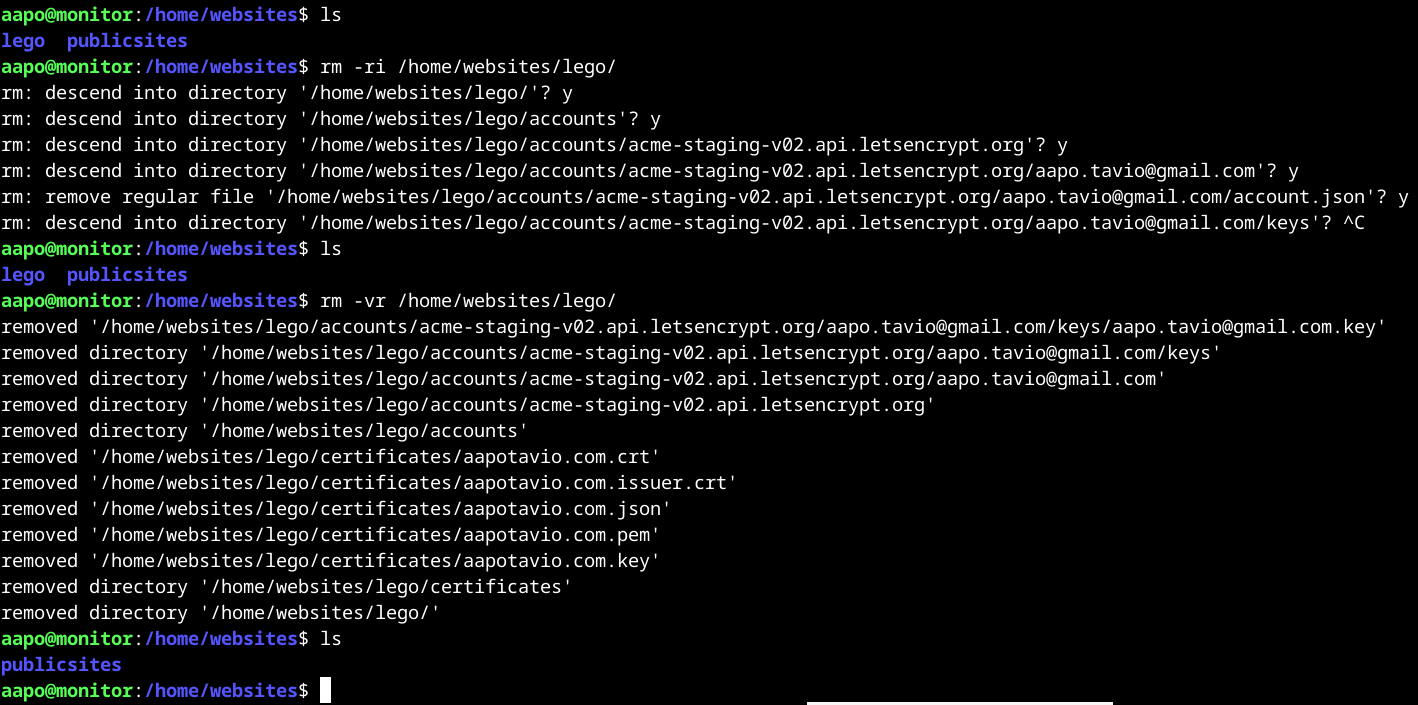 aapo@monitor:/home/websites$ ls
lego  publicsites
aapo@monitor:/home/websites$ rm -ri /home/websites/lego/
rm: descend into directory '/home/websites/lego/'? y
rm: descend into directory '/home/websites/lego/accounts'? y
rm: descend into directory '/home/websites/lego/accounts/acme-staging-v02.api.letsencrypt.org'? y
rm: descend into directory '/home/websites/lego/accounts/acme-staging-v02.api.letsencrypt.org/aapo.tavio@gmail.com'? y
rm: remove regular file '/home/websites/lego/accounts/acme-staging-v02.api.letsencrypt.org/aapo.tavio@gmail.com/account.json'? y
rm: descend into directory '/home/websites/lego/accounts/acme-staging-v02.api.letsencrypt.org/aapo.tavio@gmail.com/keys'? ^C
aapo@monitor:/home/websites$ ls
lego  publicsites
aapo@monitor:/home/websites$ rm -vr /home/websites/lego/
removed '/home/websites/lego/accounts/acme-staging-v02.api.letsencrypt.org/aapo.tavio@gmail.com/keys/aapo.tavio@gmail.com.key'
removed directory '/home/websites/lego/accounts/acme-staging-v02.api.letsencrypt.org/aapo.tavio@gmail.com/keys'
removed directory '/home/websites/lego/accounts/acme-staging-v02.api.letsencrypt.org/aapo.tavio@gmail.com'
removed directory '/home/websites/lego/accounts/acme-staging-v02.api.letsencrypt.org'
removed directory '/home/websites/lego/accounts'
removed '/home/websites/lego/certificates/aapotavio.com.crt'
removed '/home/websites/lego/certificates/aapotavio.com.issuer.crt'
removed '/home/websites/lego/certificates/aapotavio.com.json'
removed '/home/websites/lego/certificates/aapotavio.com.pem'
removed '/home/websites/lego/certificates/aapotavio.com.key'
removed directory '/home/websites/lego/certificates'
removed directory '/home/websites/lego/'
aapo@monitor:/home/websites$ ls
publicsites
aapo@monitor:/home/websites$